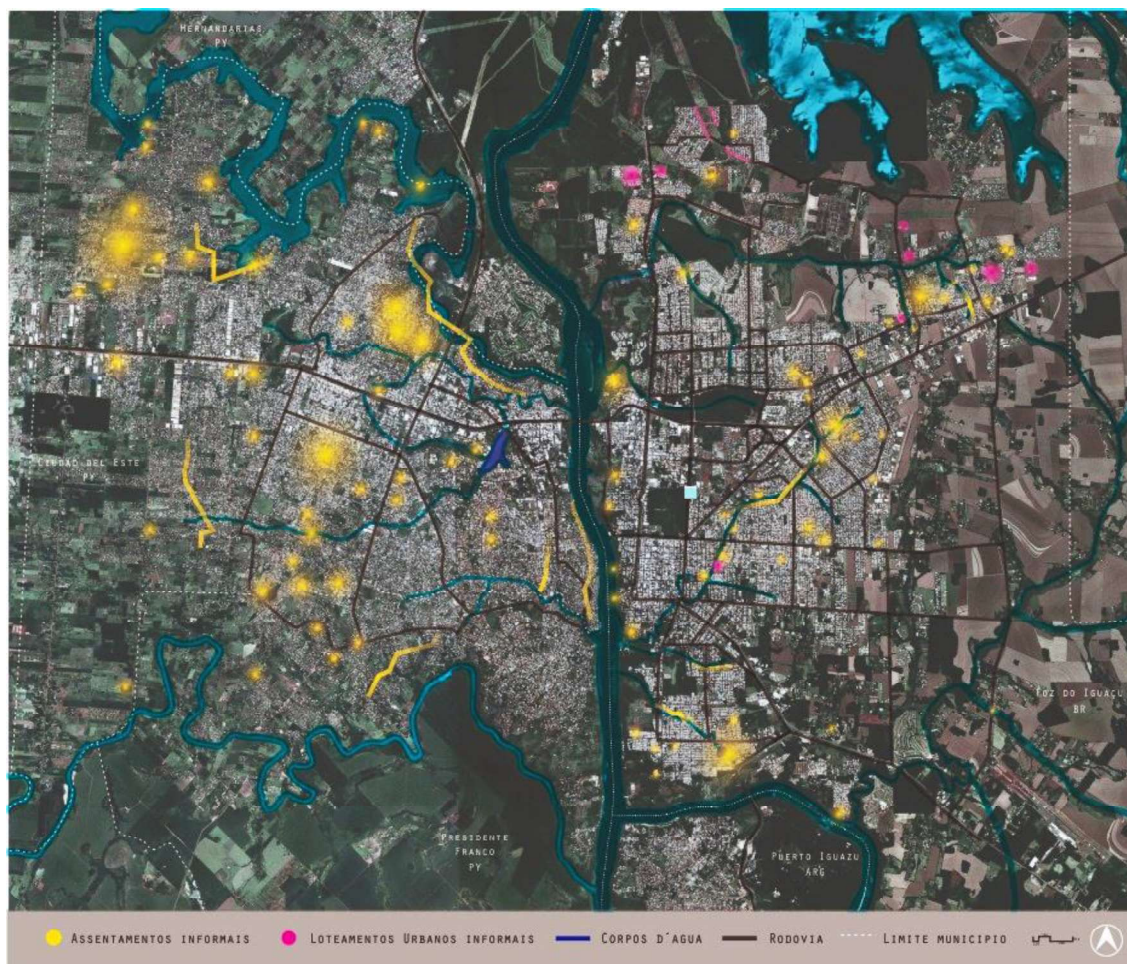 HERNANDARIAS
PY
CIUDAD DEL ESTE
FOZ DO IGUAÇU
BR
PRESIDENTE
FRANCO
PY
PUERTO IGUAZU
ARG
ASSENTAMENTOS INFORMAIS
LOTEAMENTOS URBANOS INFORMAIS
CORPOS D´AGUA
RODOVIA
LIMITE MUNICIPIO